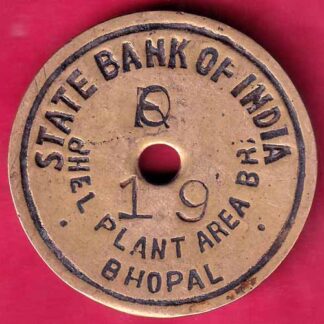 STATE BANK OF INDIA
19
BHEL PLANT AREA BR.
BHOPAL